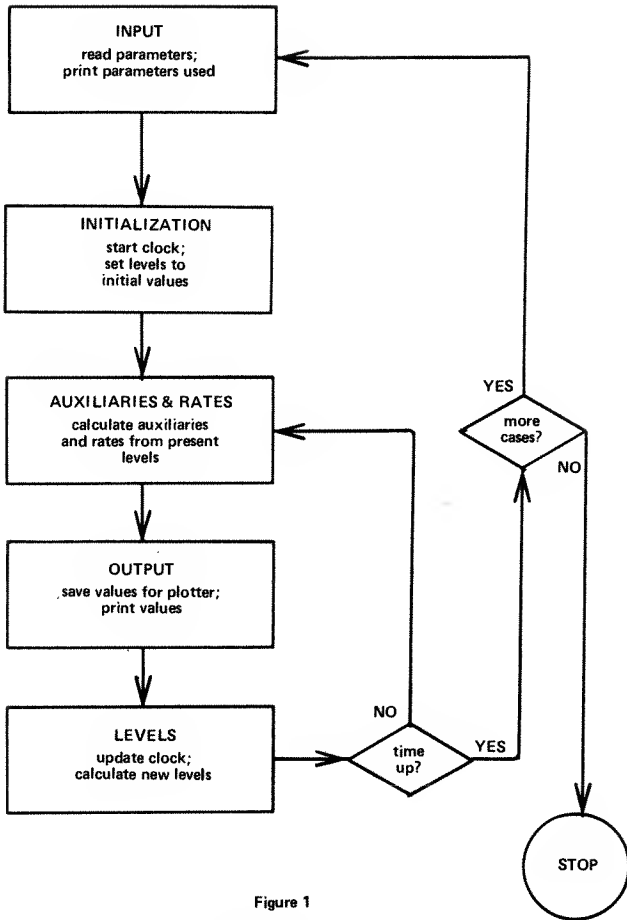 INPUT
read parameters;
print parameters used
INITIALIZATION
start clock;
set levels to
initial values
AUXILIARIES & RATES
calculate auxiliaries
and rates from present
levels
OUTPUT
save values for plotter;
print values
LEVELS
update clock;
calculate new levels
NO
time
up?
YES
YES
more
cases?
NO
STOP
Figure 1